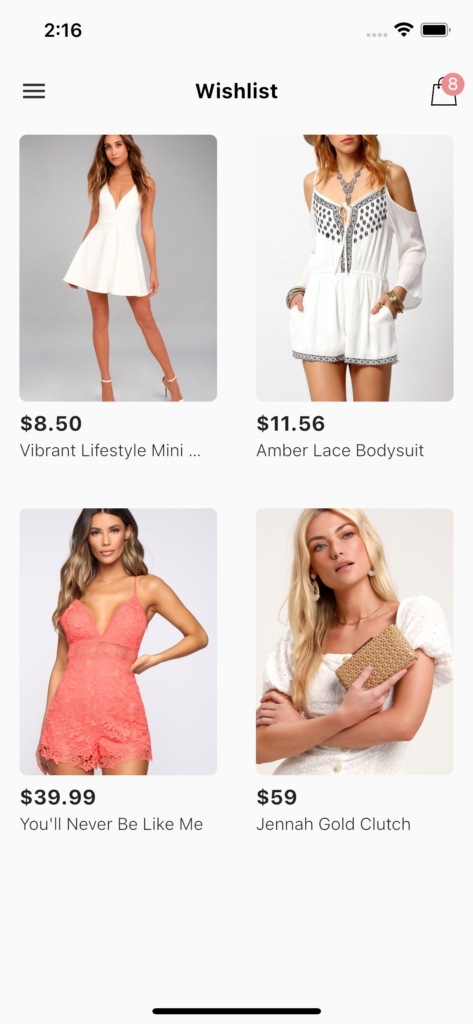 2:16
Wishlist
8
$8.50
Vibrant Lifestyle Mini ...
$11.56
Amber Lace Bodysuit
$39.99
You'll Never Be Like Me
$59
Jennah Gold Clutch